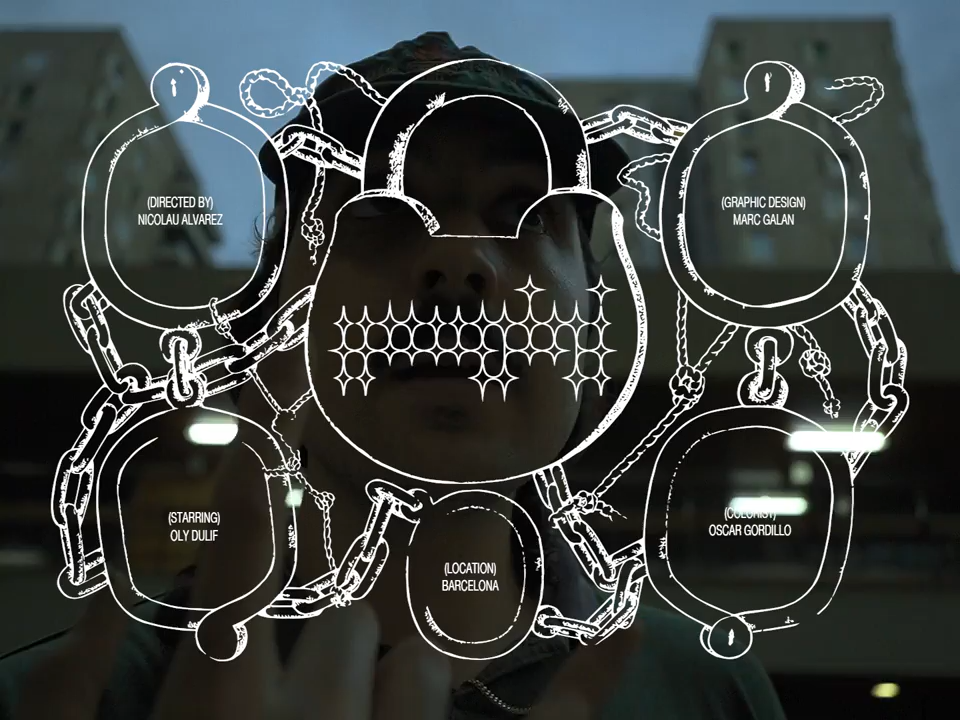 (DIRECTED BY)
NICOLAU ALVAREZ
(GRAPHIC DESIGN)
MARC GALAN
(STARRING)
OLY DULIF
(COLORIST)
OSCAR GORDILLO
(LOCATION)
BARCELONA